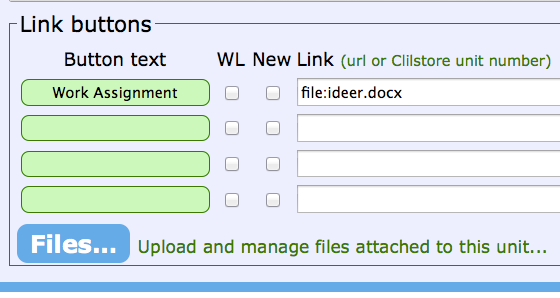 Link buttons
Button text WL New Link (url or Clilstore unit number)
Work Assignment file:ideer.docx
Files... Upload and manage files attached to this unit...